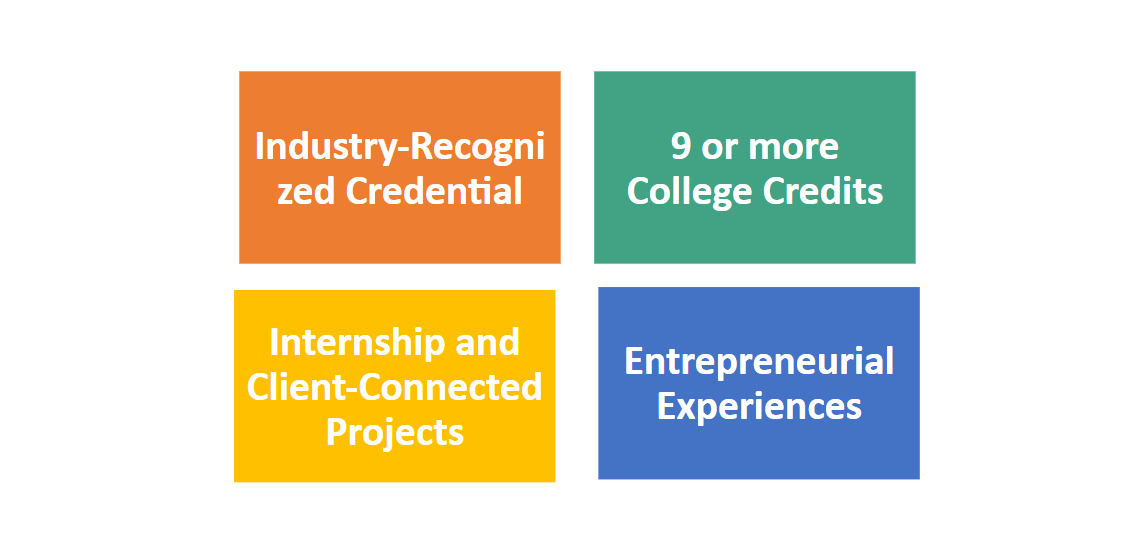 Industry-Recogni
zed Credential
9 or more
College Credits
Internship and
Client-Connected
Projects
Entrepreneurial
Experiences